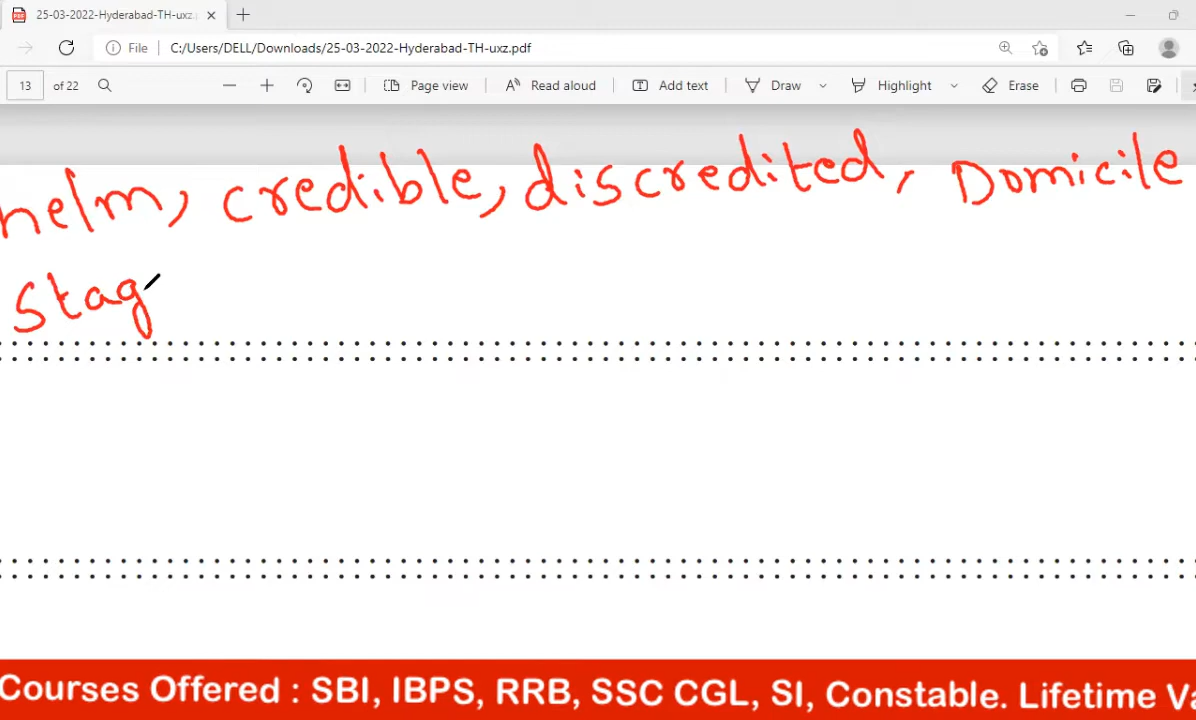 25-03-2022-Hyderabad-TH-uxz.
File C:/Users/DELL/Downloads/25-03-2022-Hyderabad-TH-uxz.pdf
13 of 22 Page view Read aloud Add text Draw Highlight Erase
helm, credible, discredited, Domicile
Stag
Courses Offered : SBI, IBPS, RRB, SSC CGL, SI, Constable. Lifetime Va